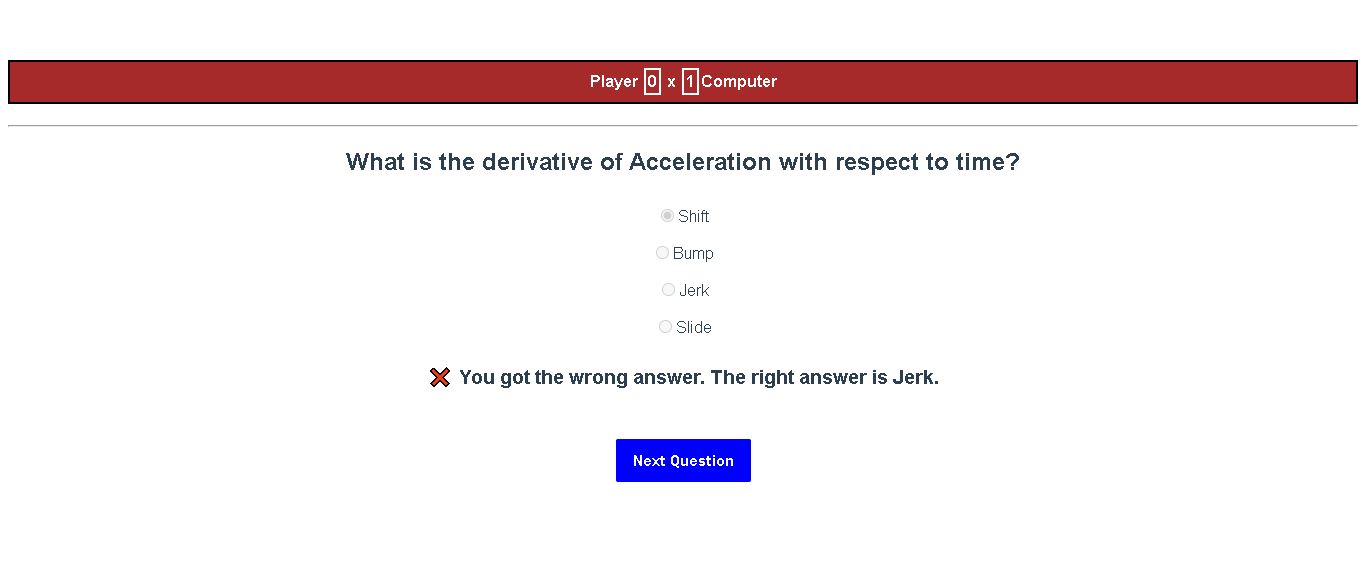 Player 0 x 1 Computer
What is the derivative of Acceleration with respect to time?
Shift
Bump
Jerk
Slide
You got the wrong answer. The right answer is Jerk.
Next Question